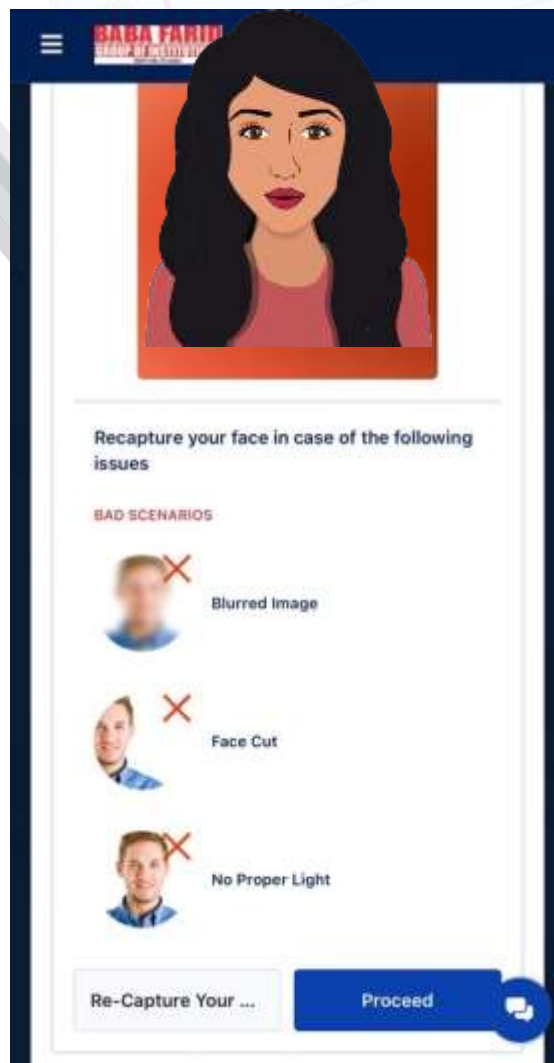 BABA FARID
Recapture your face in case of the following
issues
BAD SCENARIOS
Blurred Image
Face Cut
No Proper Light
Re-Capture Your ...
Proceed